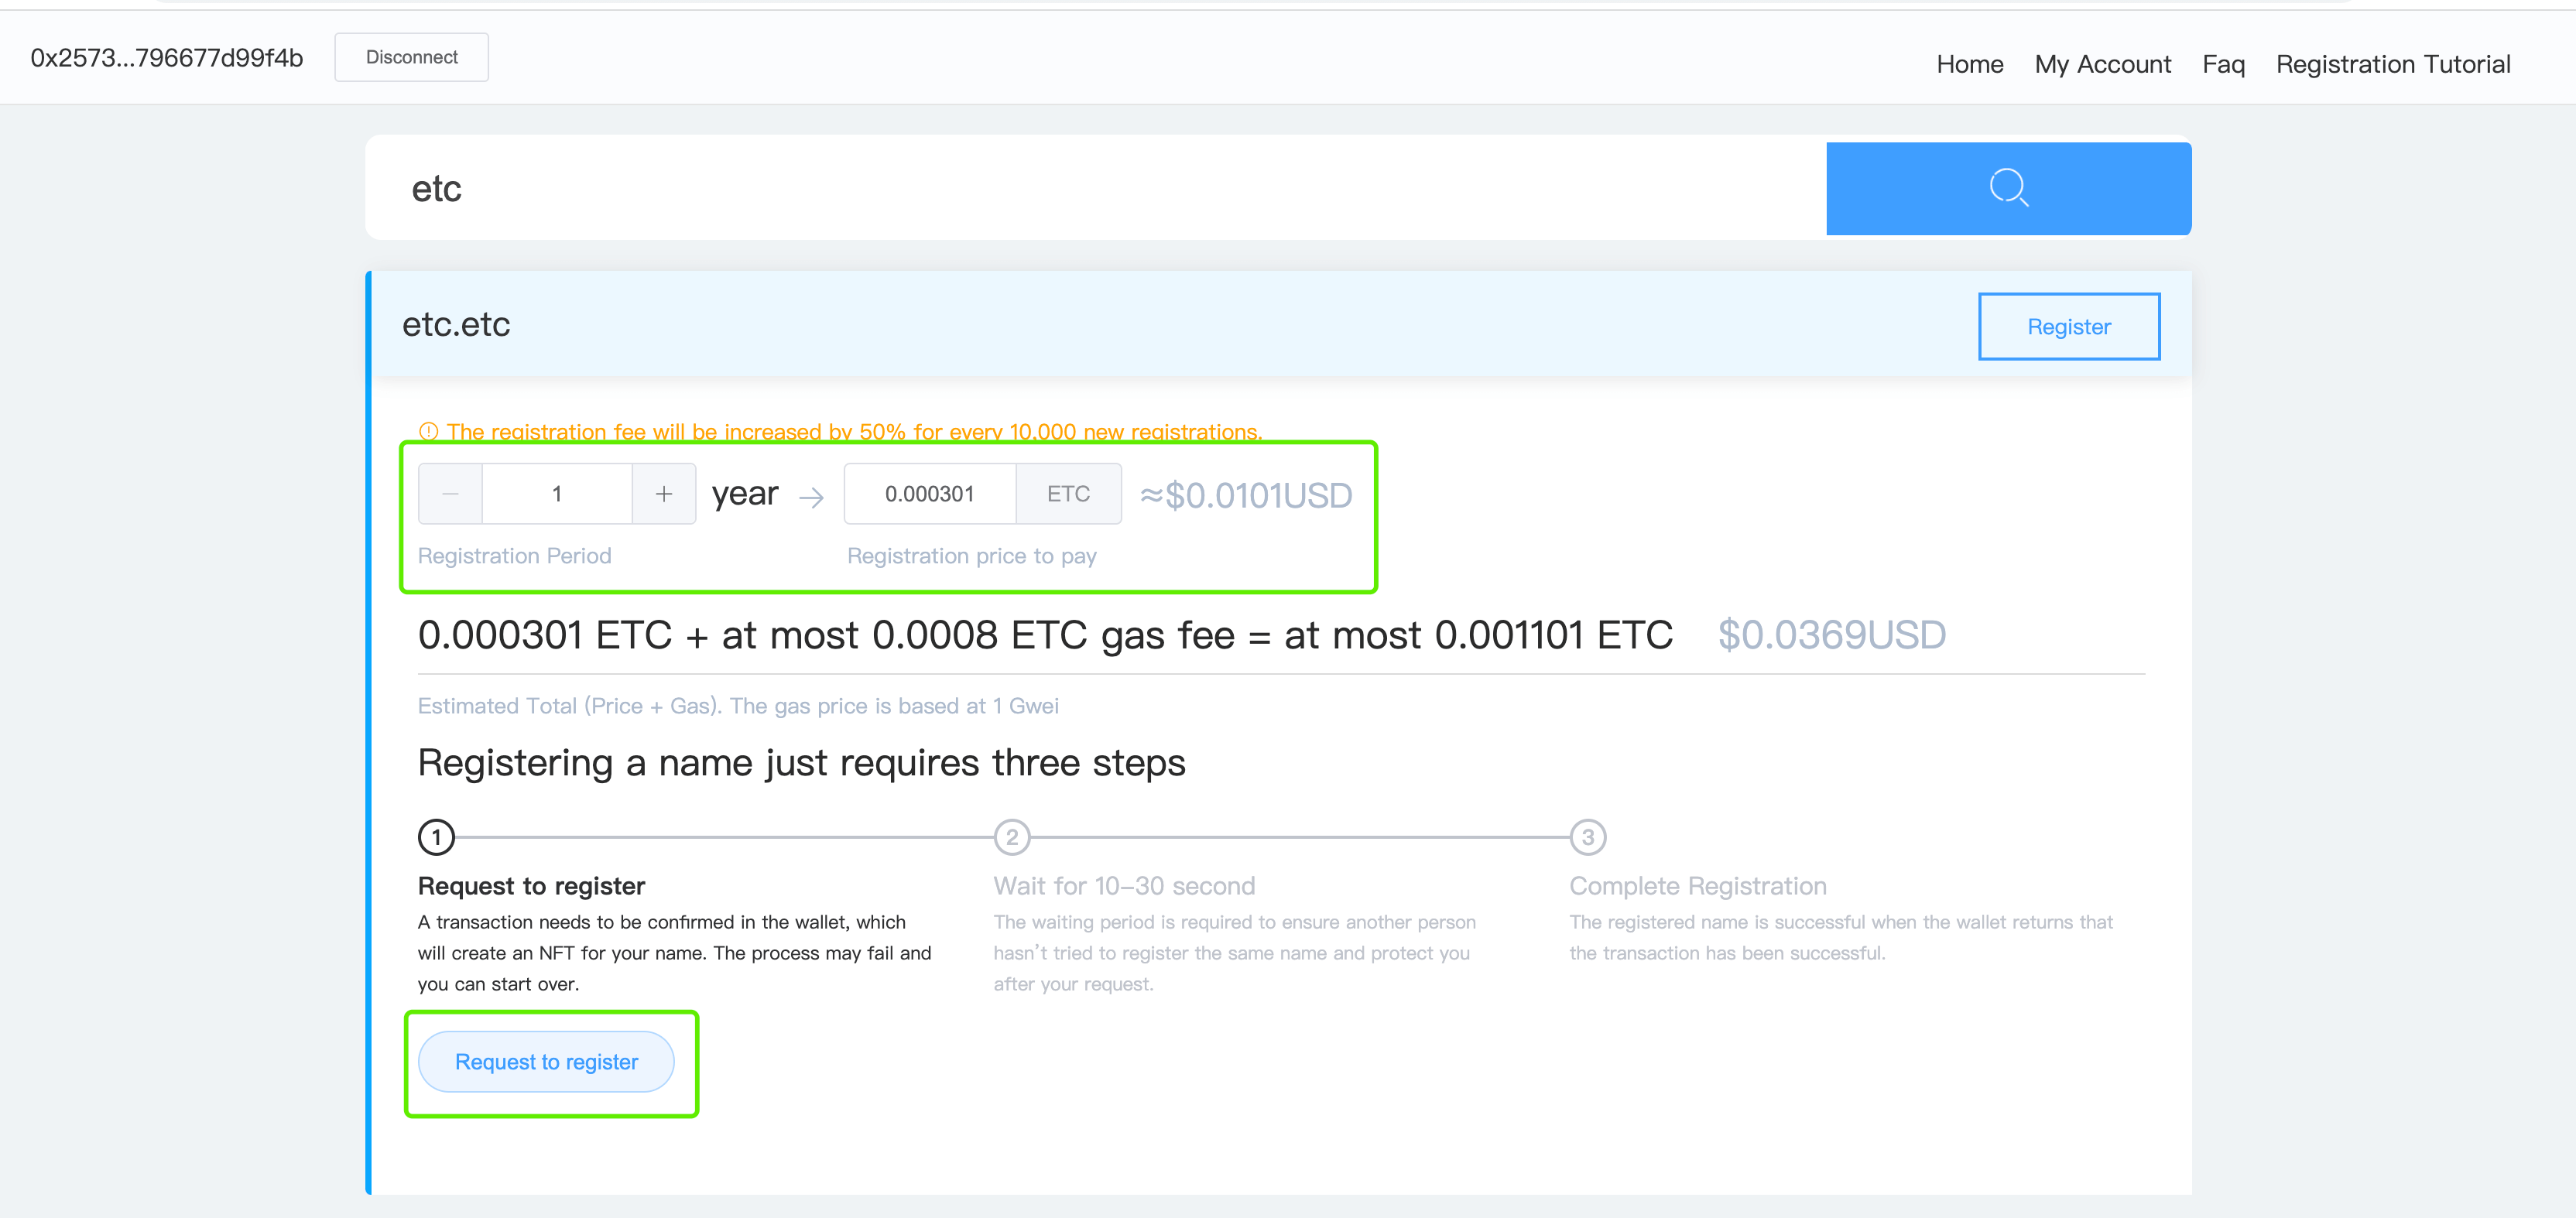 0x2573...796677d99f4b Disconnect Home My Account Faq Registration Tutorial
etc
etc.etc Register
The registration fee will be increased by 50% for every 10,000 new registrations.
− 1 + year → 0.000301 ETC ≈$0.0101USD
Registration Period Registration price to pay
0.000301 ETC + at most 0.0008 ETC gas fee = at most 0.001101 ETC $0.0369USD
Estimated Total (Price + Gas). The gas price is based at 1 Gwei
Registering a name just requires three steps
1 2 3
Request to register
A transaction needs to be confirmed in the wallet, which
will create an NFT for your name. The process may fail and
you can start over.
Wait for 10–30 second
The waiting period is required to ensure another person
hasn't tried to register the same name and protect you
after your request.
Complete Registration
The registered name is successful when the wallet returns that
the transaction has been successful.
Request to register